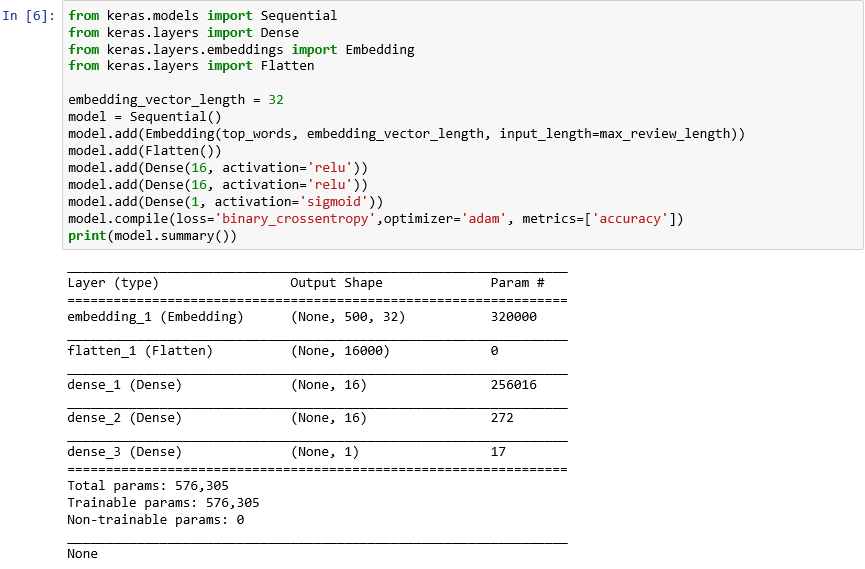 In [6]:
from keras.models import Sequential
from keras.layers import Dense
from keras.layers.embeddings import Embedding
from keras.layers import Flatten
embedding_vector_length = 32
model = Sequential()
model.add(Embedding(top_words, embedding_vector_length, input_length=max_review_length))
model.add(Flatten())
model.add(Dense(16, activation='relu'))
model.add(Dense(16, activation='relu'))
model.add(Dense(1, activation='sigmoid'))
model.compile(loss='binary_crossentropy',optimizer='adam', metrics=['accuracy'])
print(model.summary())
_________________________________________________________________
Layer (type)                 Output Shape              Param #
=================================================================
embedding_1 (Embedding)      (None, 500, 32)           320000
_________________________________________________________________
flatten_1 (Flatten)          (None, 16000)             0
_________________________________________________________________
dense_1 (Dense)              (None, 16)                256016
_________________________________________________________________
dense_2 (Dense)              (None, 16)                272
_________________________________________________________________
dense_3 (Dense)              (None, 1)                 17
=================================================================
Total params: 576,305
Trainable params: 576,305
Non-trainable params: 0
_________________________________________________________________
None